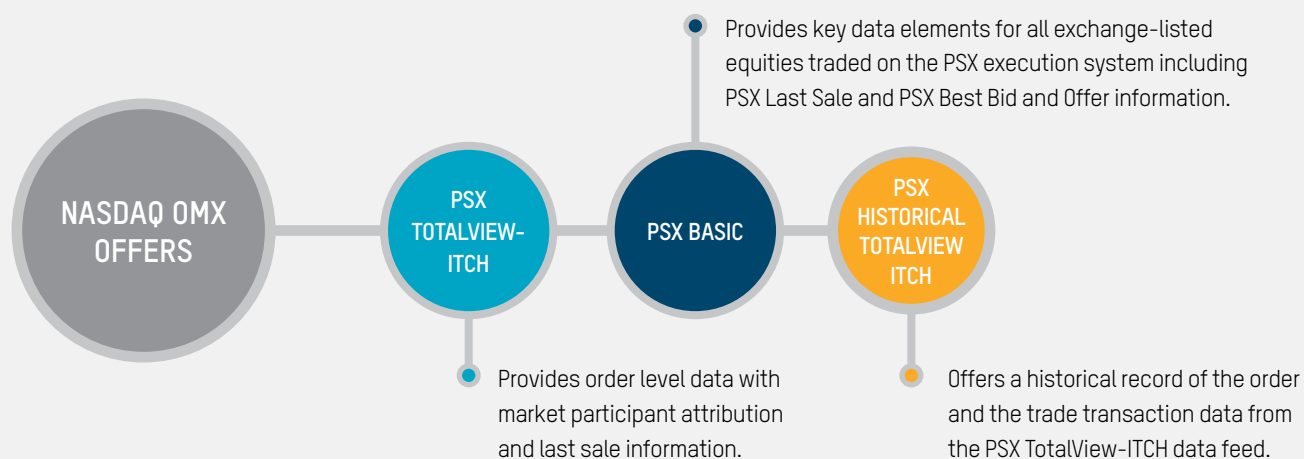 Provides key data elements for all exchange-listed
equities traded on the PSX execution system including
PSX Last Sale and PSX Best Bid and Offer information.
NASDAQ OMX
OFFERS
PSX
TOTALVIEW-
ITCH
PSX BASIC
PSX
HISTORICAL
TOTALVIEW
ITCH
Provides order level data with
market participant attribution
and last sale information.
Offers a historical record of the order
and the trade transaction data from
the PSX TotalView-ITCH data feed.